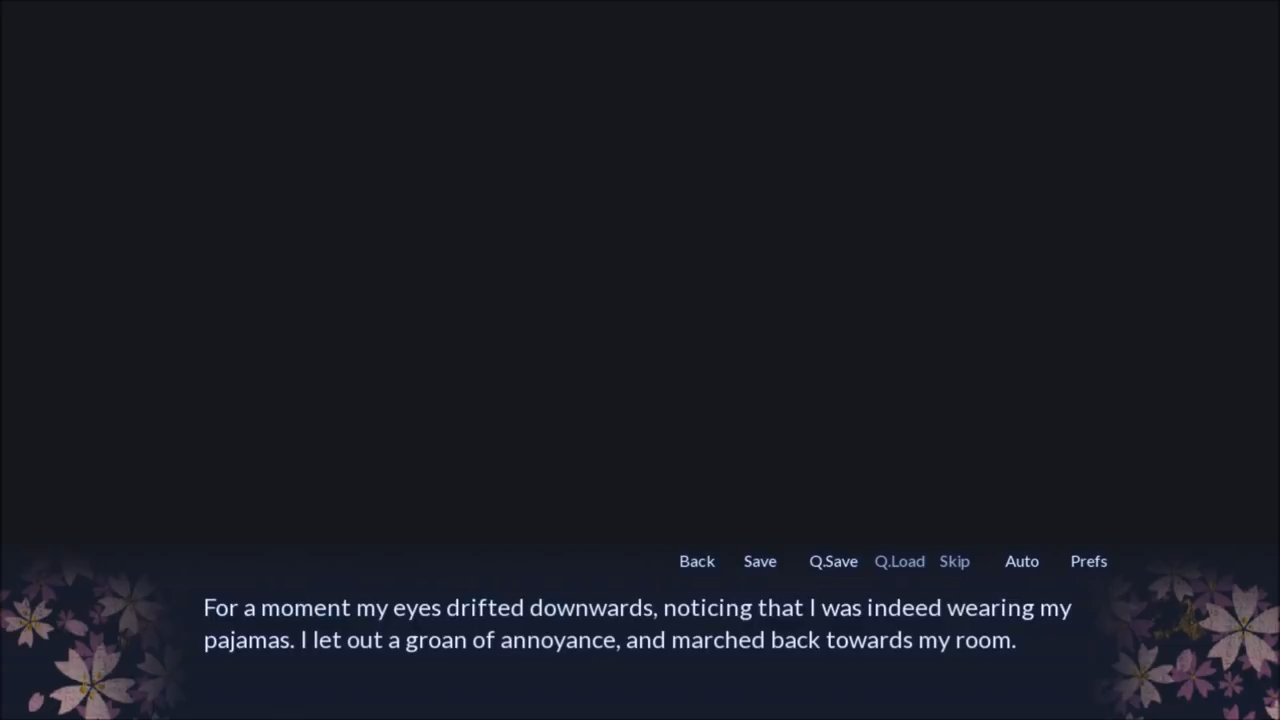 Back Save Q.Save Q.Load Skip Auto Prefs
For a moment my eyes drifted downwards, noticing that I was indeed wearing my
pajamas. I let out a groan of annoyance, and marched back towards my room.